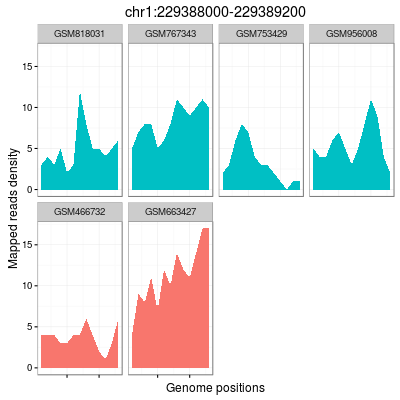 chr1:229388000-229389200
GSM818031 GSM767343 GSM753429 GSM956008
15
10
5
0
GSM466732 GSM663427
15
10
5
0
Mapped reads density
Genome positions